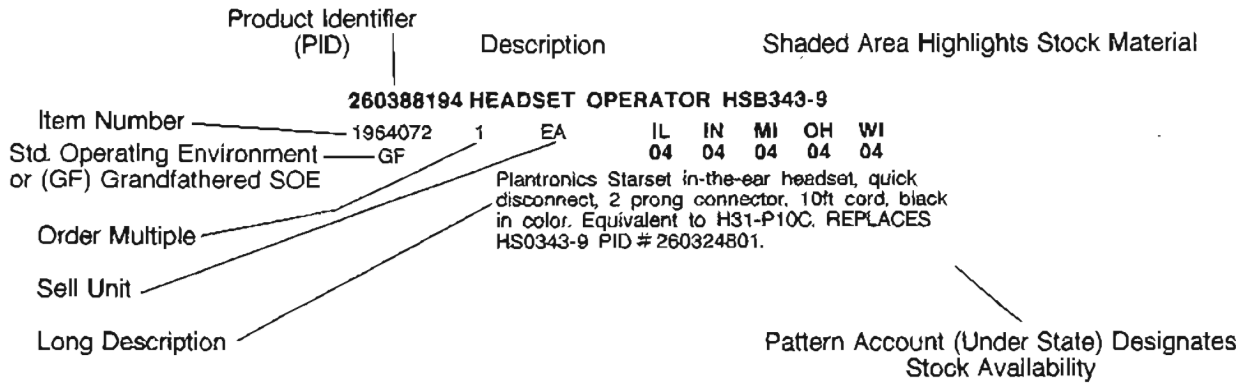 Product Identifier
(PID)
Description
Shaded Area Highlights Stock Material
260388194 HEADSET OPERATOR HSB343-9
Item Number
1964072 1 EA IL IN MI OH WI
Std. Operating Environment
or (GF) Grandfathered SOE
GF 04 04 04 04 04
Plantronics Starset in-the-ear headset, quick
disconnect, 2 prong connector, 10ft cord, black
in color. Equivalent to H31-P10C. REPLACES
HS0343-9 PID # 260324801.
Order Multiple
Sell Unit
Long Description
Pattern Account (Under State) Designates
Stock Availability